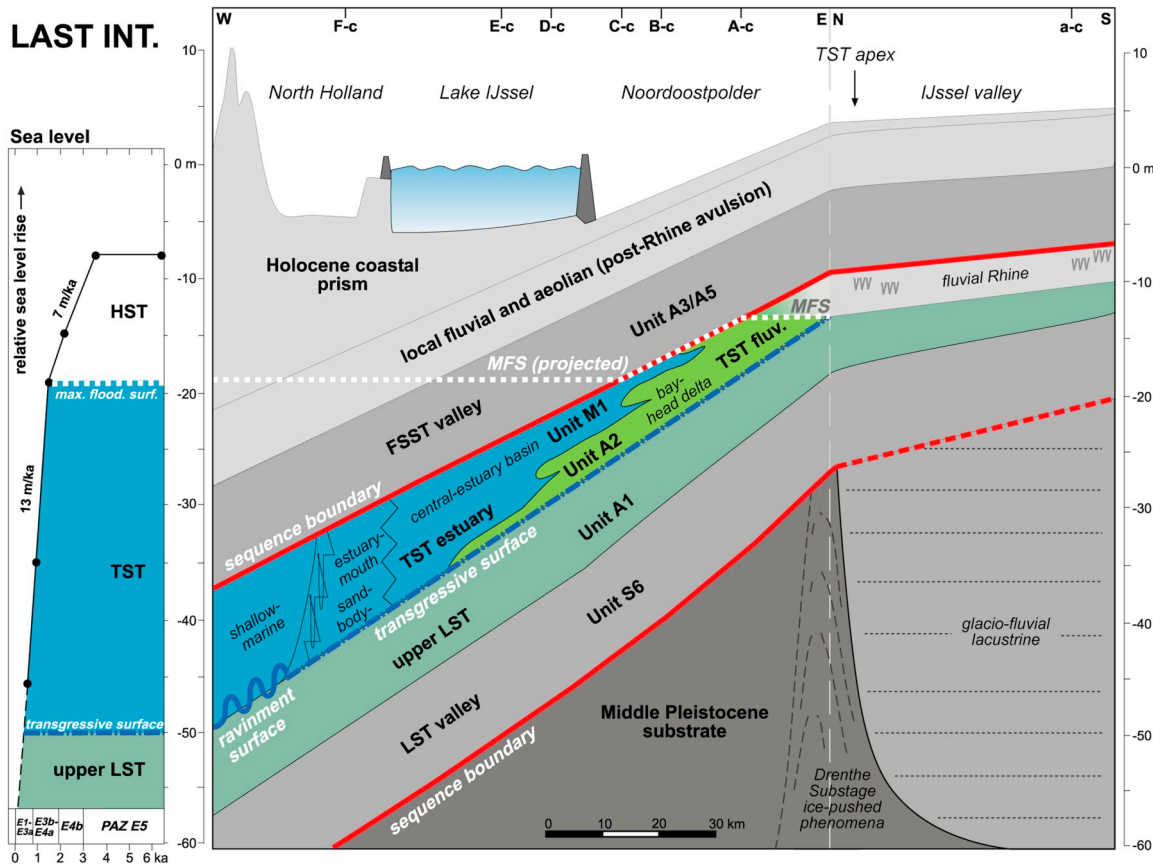 LAST INT.
Sea level
relative sea level rise
7 m/ka
HST
max. flood. surf.
13 m/ka
TST
transgressive surface
upper LST
E1-
E3a
E3b-
E4a
E4b
PAZ E5
0 1 2 3 4 5 6 ka
W F-c E-c D-c C-c B-c A-c E N a-c S
10
0 m
-10
-20
-30
-40
-50
-60
North Holland
Lake IJssel
Noordoostpolder
TST apex
IJssel valley
Holocene coastal
prism
local fluvial and aeolian (post-Rhine avulsion)
Unit A3/A5
MFS (projected)
FSST valley
MFS
fluvial Rhine
W W
W W
W W
W W
sequence boundary
Unit M1
TST fluv.
bay-
head delta
central-estuary basin
Unit A2
TST estuary
estuary-
mouth
sand-
body-
shallow-
marine
transgressive surface
Unit A1
upper LST
ravinment
surface
Unit S6
LST valley
sequence boundary
Middle Pleistocene
substrate
glacio-fluvial
lacustrine
Drenthe
Substage
ice-pushed
phenomena
0 10 20 30 km
10
0 m
-10
-20
-30
-40
-50
-60